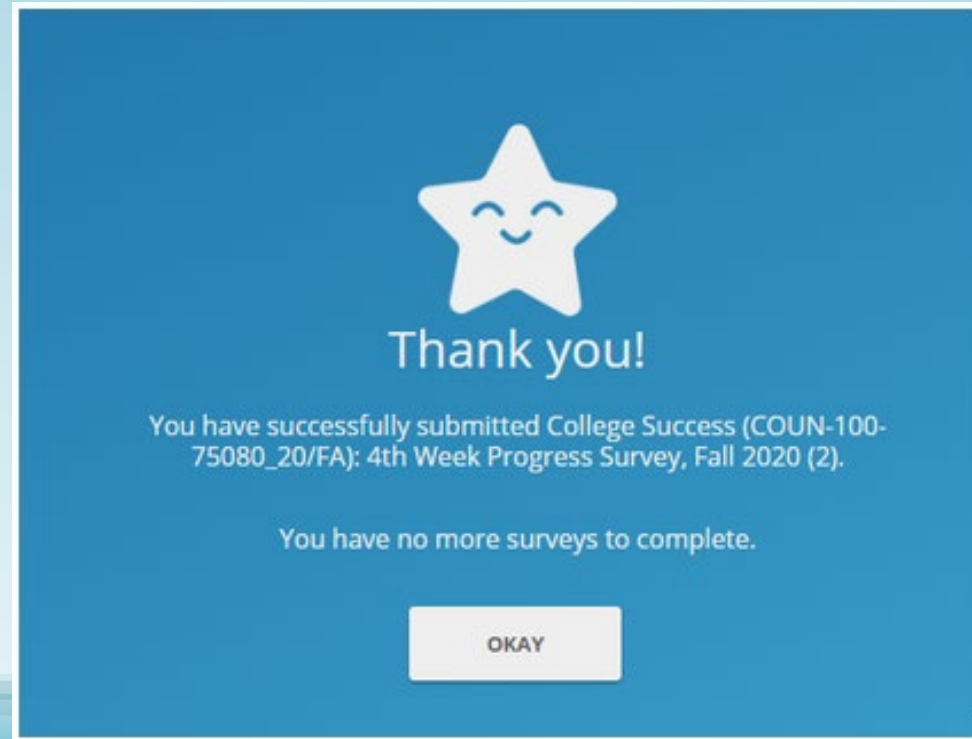 Thank you!
You have successfully submitted College Success (COUN-100-
75080_20/FA): 4th Week Progress Survey, Fall 2020 (2).
You have no more surveys to complete.
OKAY